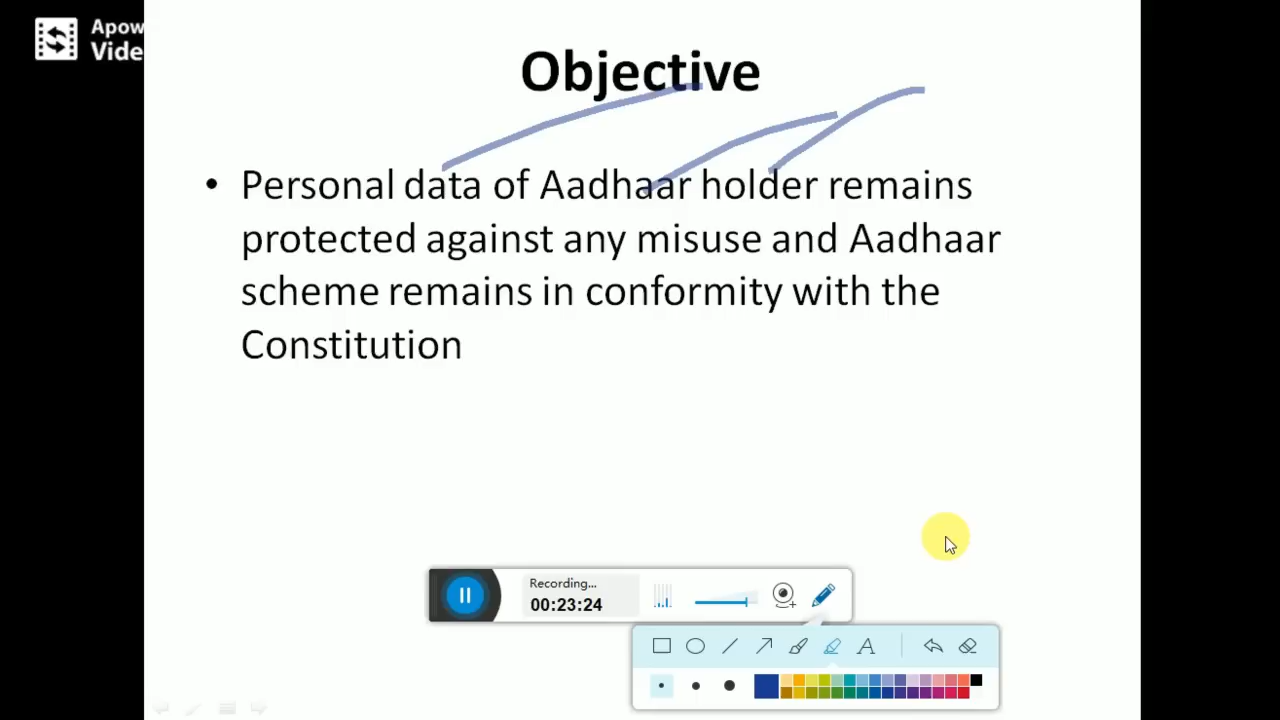 Apow
Vide
Objective
• Personal data of Aadhaar holder remains
protected against any misuse and Aadhaar
scheme remains in conformity with the
Constitution
Recording...
00:23:24
A